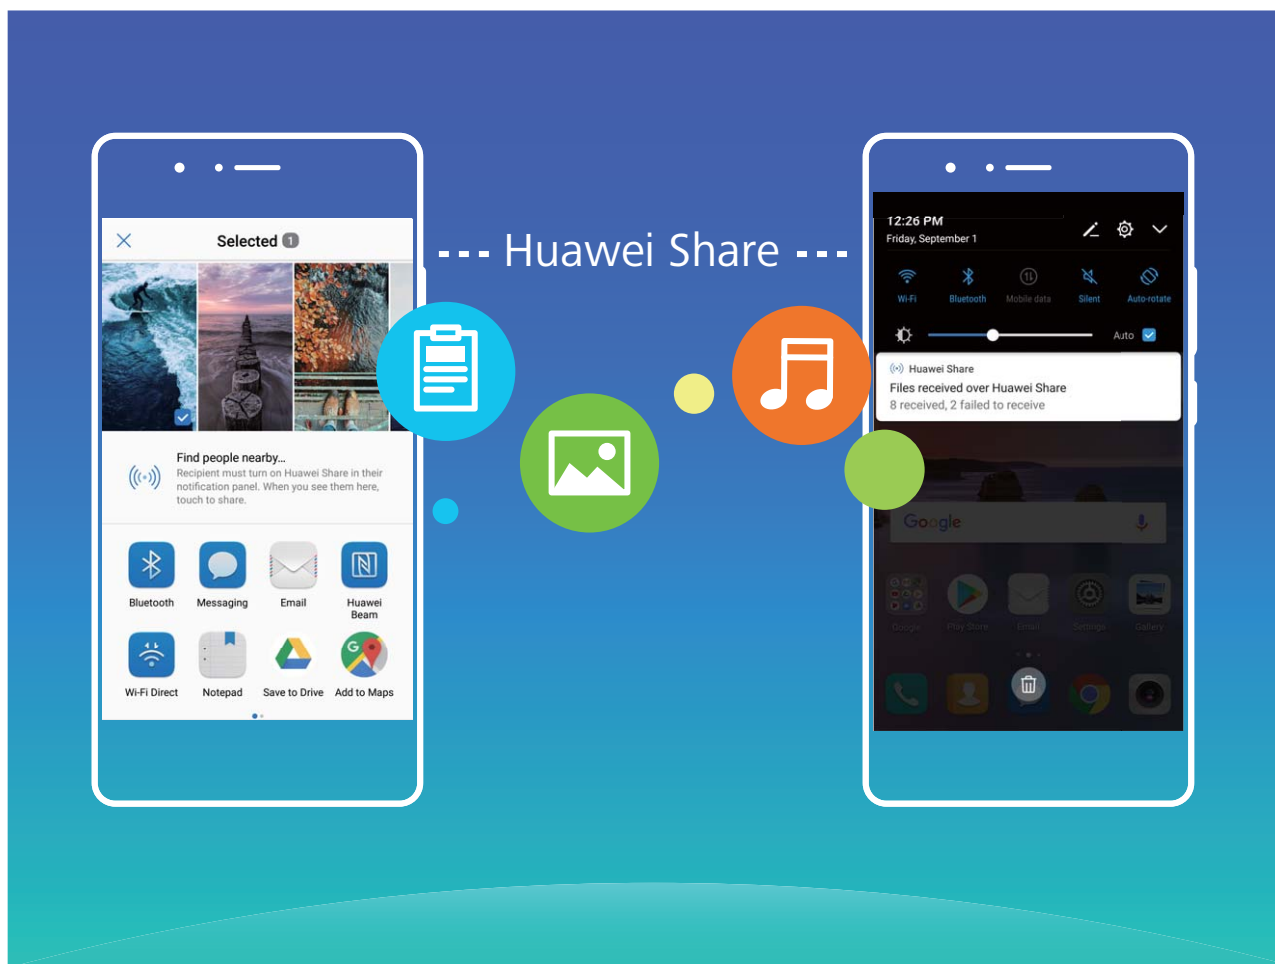 Huawei Share
Selected 1
Find people nearby...
Recipient must turn on Huawei Share in their
notification panel. When you see them here,
touch to share.
Bluetooth Messaging Email Huawei Beam
Wi-Fi Direct Notepad Save to Drive Add to Maps
12:26 PM
Friday, September 1
Wi-Fi Bluetooth Mobile data Silent Auto-rotate
Auto
Huawei Share
Files received over Huawei Share
8 received, 2 failed to receive
Google
Google Play Store Email Settings Gallery